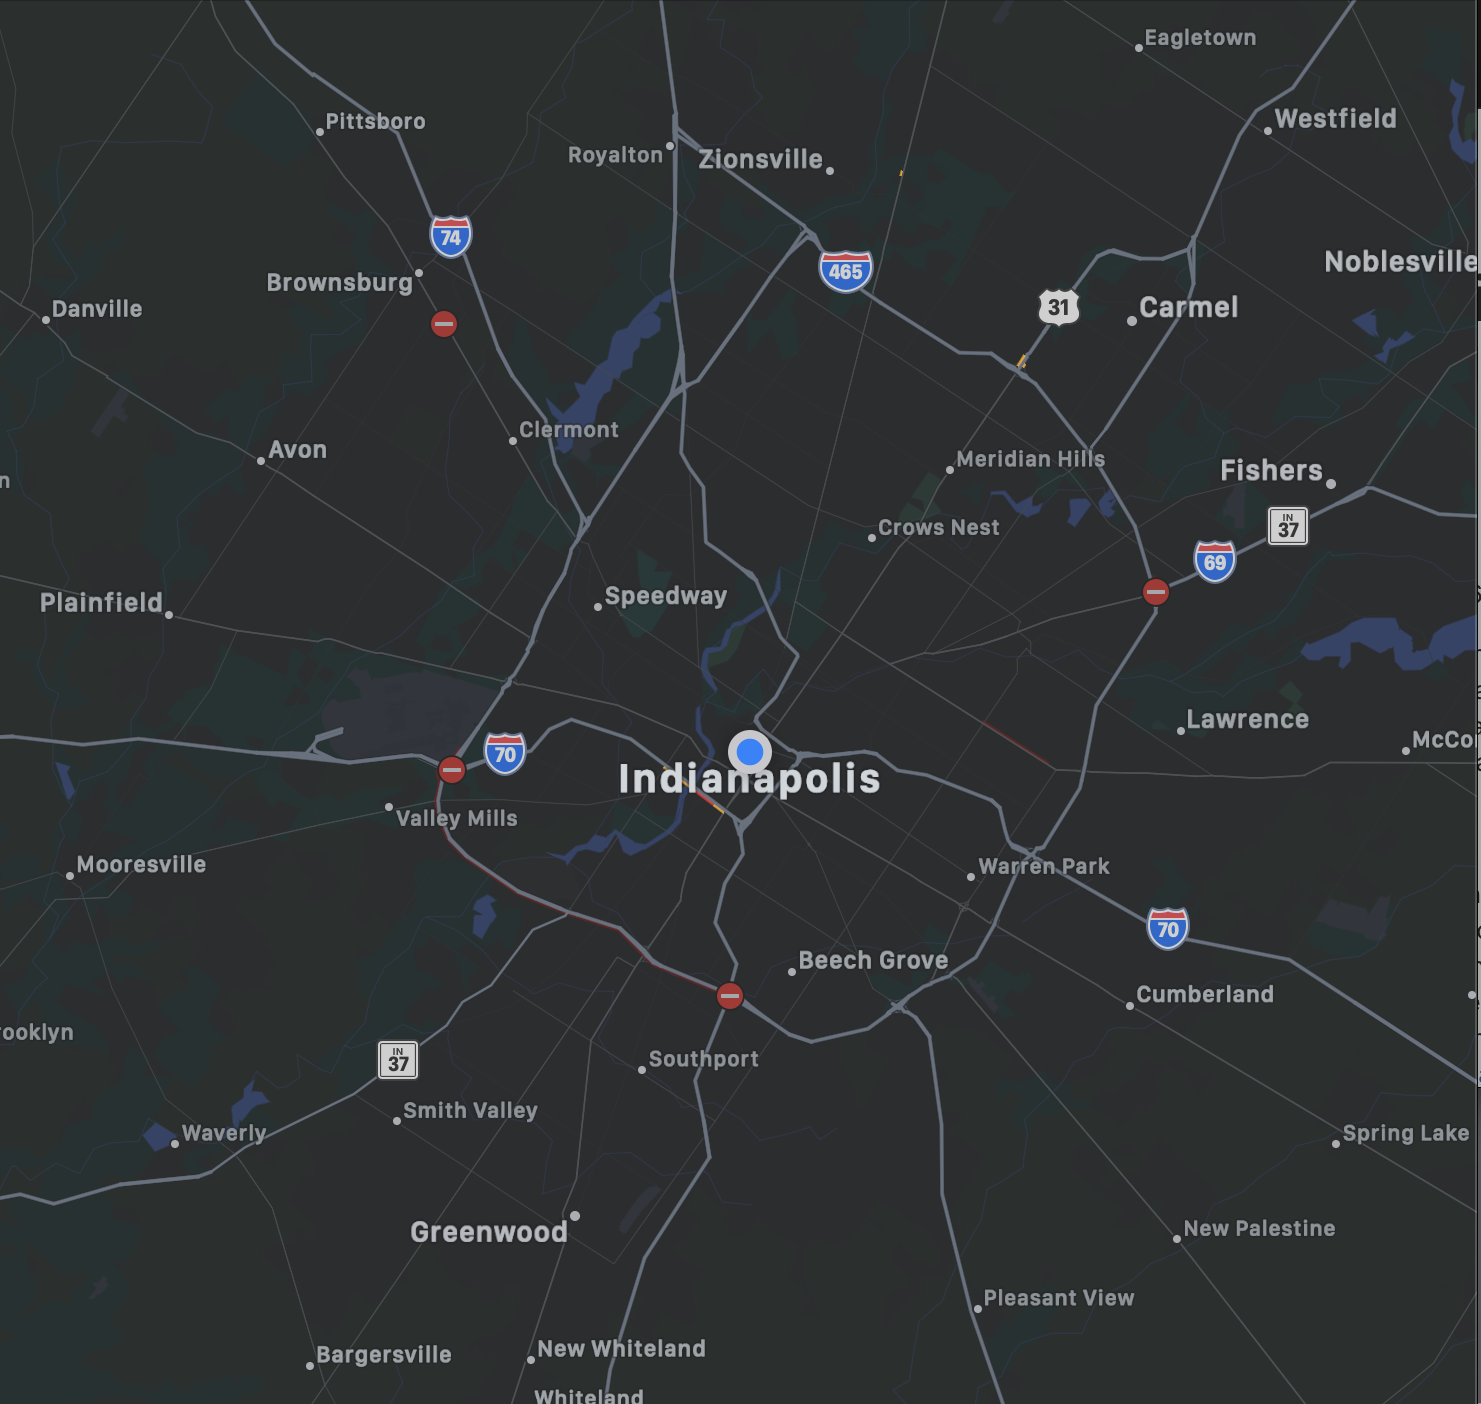 Eagletown
Westfield
Pittsboro
Royalton
Zionsville
74
Noblesville
465
Brownsburg
31
Carmel
Danville
Clermont
Avon
Meridian Hills
Fishers
n
IN
37
Crows Nest
69
Speedway
Plainfield
Lawrence
McCo
70
Indianapolis
Valley Mills
Mooresville
Warren Park
70
Beech Grove
Cumberland
rooklyn
IN
37
Southport
Smith Valley
Waverly
Spring Lake
Greenwood
New Palestine
Pleasant View
New Whiteland
Bargersville
Whiteland